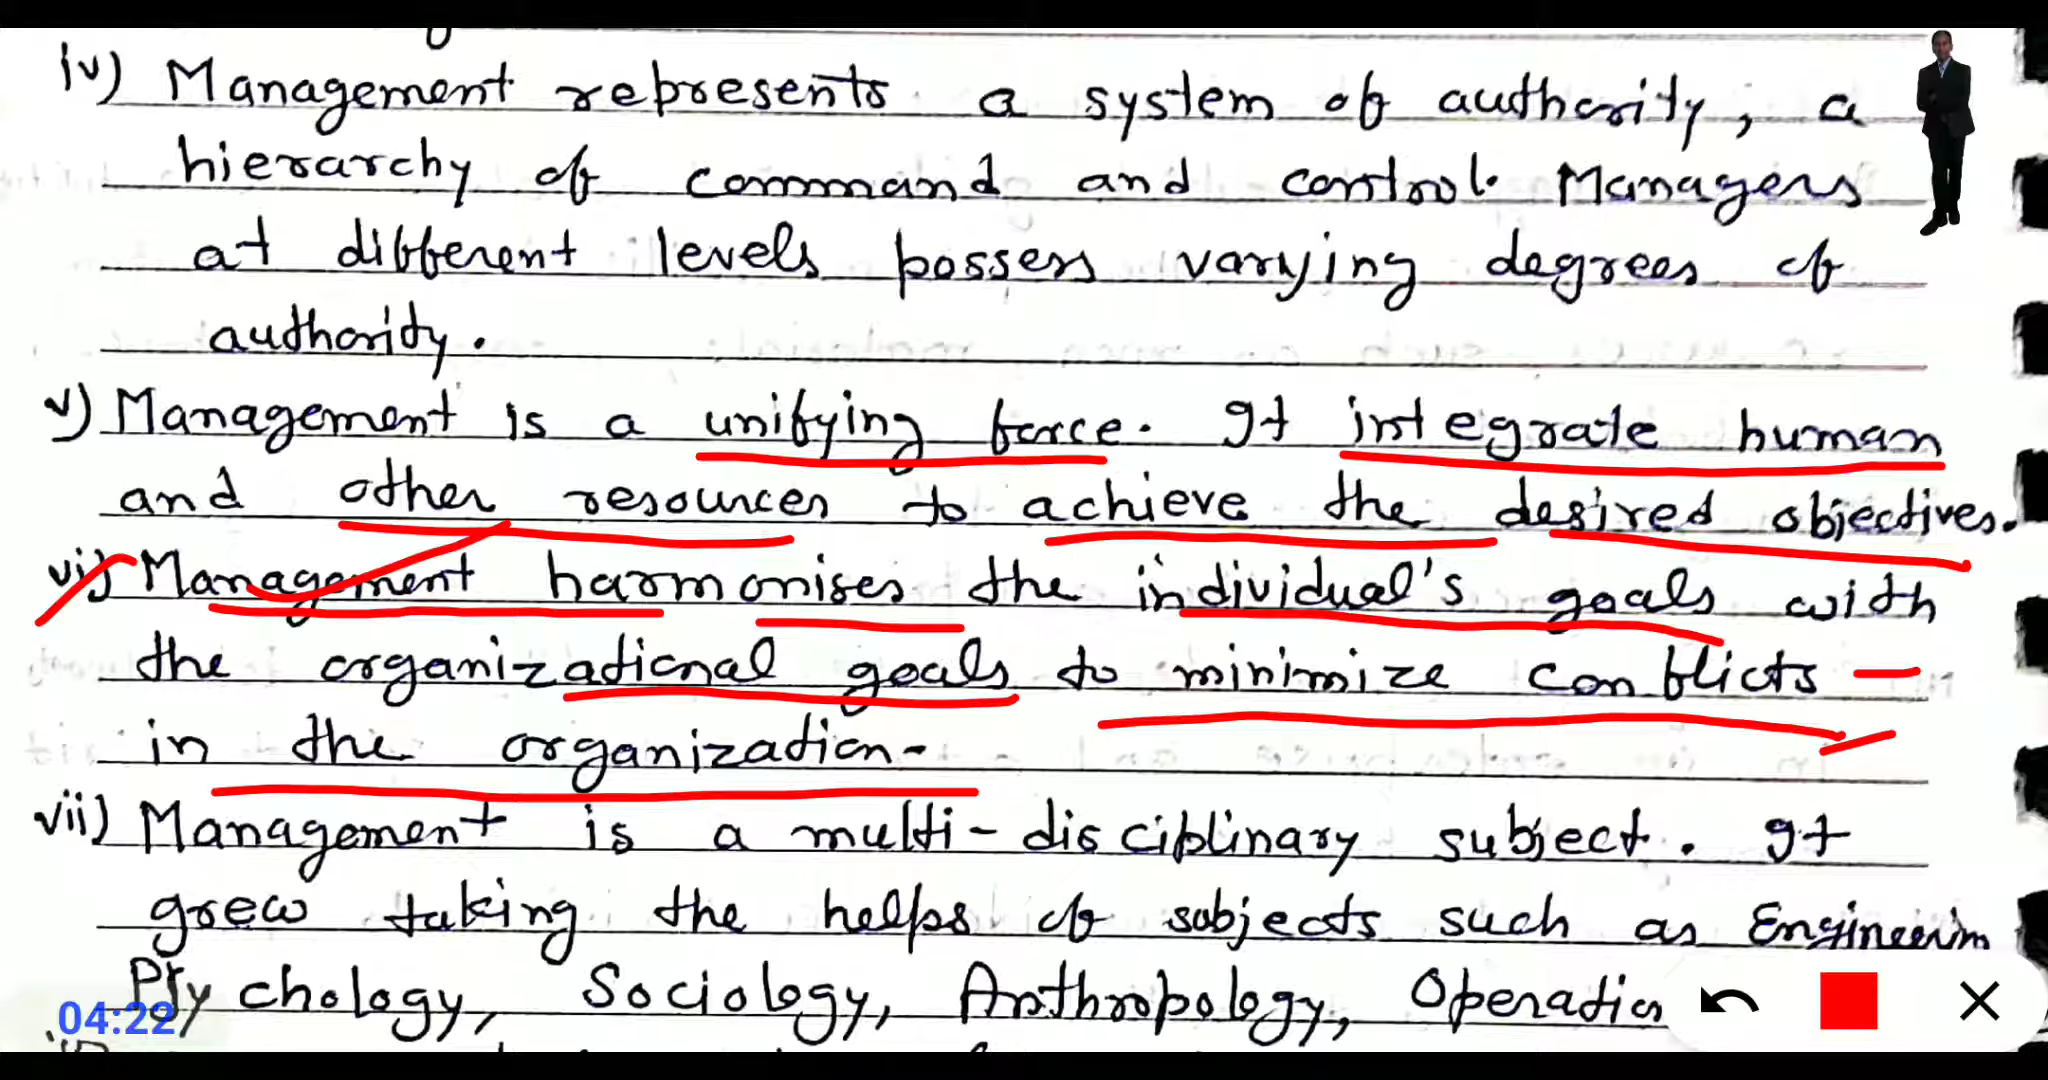 iv) Management represents a system of authority, a
hierarchy of command and control. Managers
at different levels possess varying degrees of
authority.
v) Management is a unifying force. It integrate human
and other resources to achieve the desired objectives.
vi) Management harmonises the individual's goals with
the organizational goals to minimize conflicts
in the organization.
vii) Management is a multi-disciplinary subject. It
grew taking the helps of subjects such as Engineerin
Psychology, Sociology, Anthropology, Operation
04:22